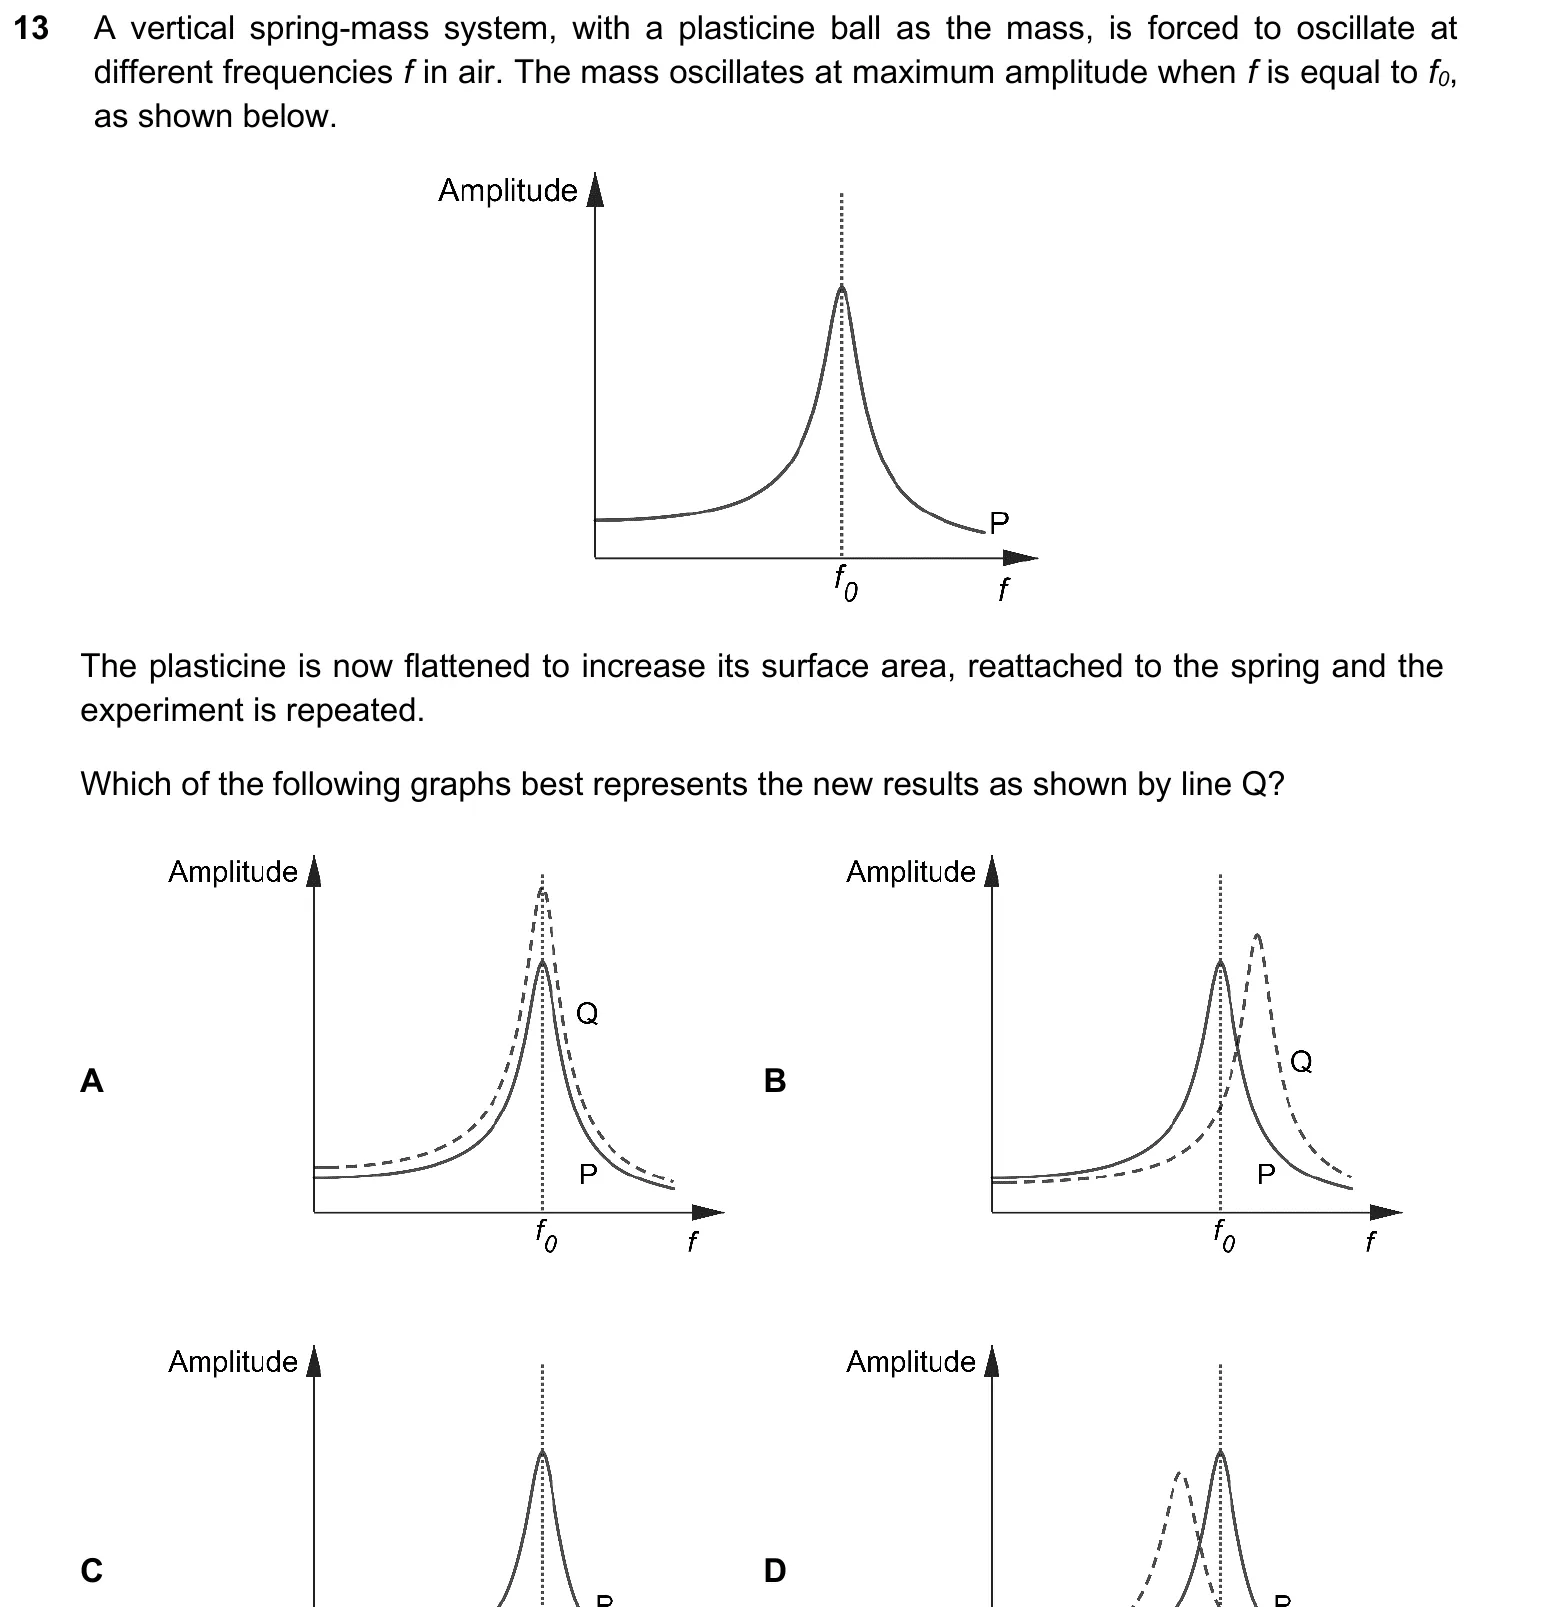 13 A vertical spring-mass system, with a plasticine ball as the mass, is forced to oscillate at
different frequencies f in air. The mass oscillates at maximum amplitude when f is equal to f0,
as shown below.
Amplitude
P
f0
f
The plasticine is now flattened to increase its surface area, reattached to the spring and the
experiment is repeated.
Which of the following graphs best represents the new results as shown by line Q?
A
Amplitude
Q
P
f0
f
B
Amplitude
Q
P
f0
f
C
Amplitude
D
Amplitude